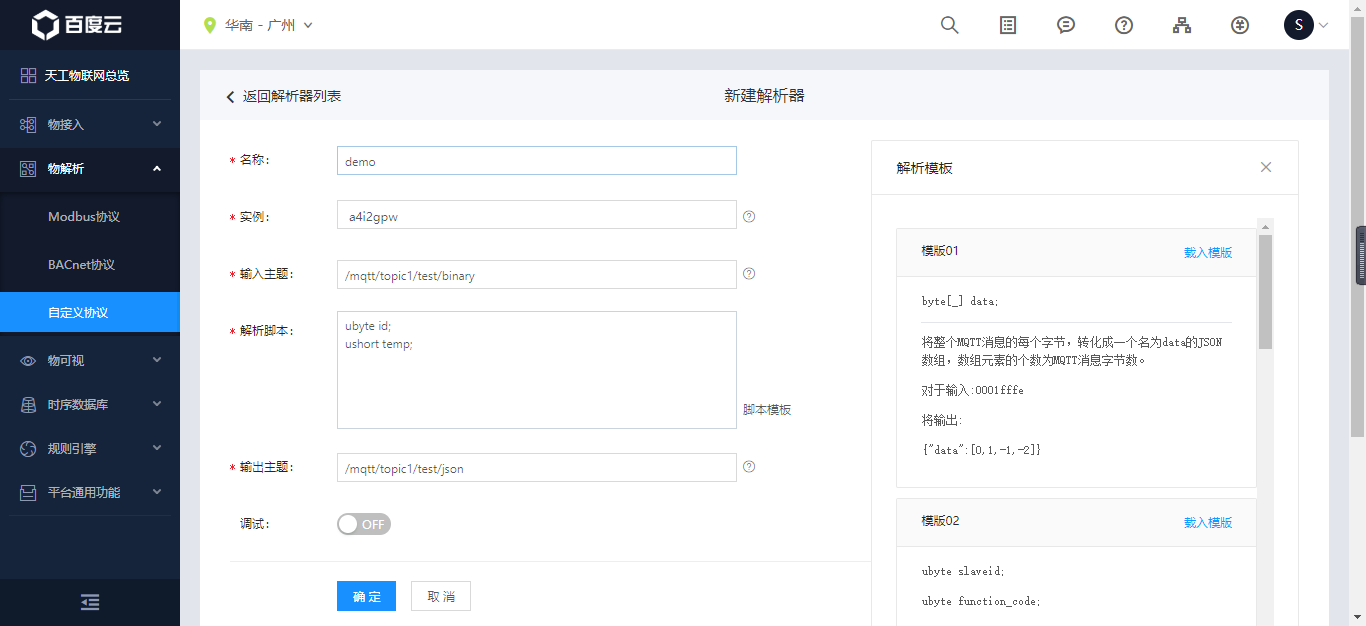 百度云
华南 - 广州
S
天工物联网总览
物接入
物解析
Modbus协议
BACnet协议
自定义协议
物可视
时序数据库
规则引擎
平台通用功能
返回解析器列表
新建解析器
* 名称:
demo
* 实例:
a4i2gpw
* 输入主题:
/mqtt/topic1/test/binary
* 解析脚本:
ubyte id;
ushort temp;
脚本模板
* 输出主题:
/mqtt/topic1/test/json
调试:
OFF
确定
取消
解析模板
模版01
载入模版
byte[_] data;
将整个MQTT消息的每个字节，转化成一个名为data的JSON
数组，数组元素的个数为MQTT消息字节数。
对于输入:0001fffe
将输出:
{"data":[0,1,-1,-2]}
模版02
载入模版
ubyte slaveid;
ubyte function_code;